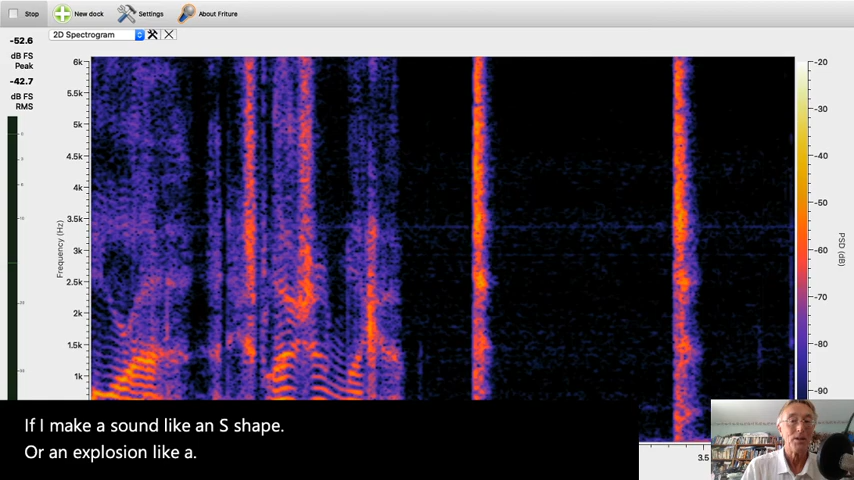 Stop
New dock
Settings
About Friture
-52.6
dB FS
Peak
-42.7
dB FS
RMS
2D Spectrogram
6k
5.5k
5k
4.5k
4k
3.5k
3k
2.5k
2k
1.5k
1k
Frequency (Hz)
-20
-30
-40
-50
-60
-70
-80
-90
PSD (dB)
3.5
If I make a sound like an S shape.
Or an explosion like a.